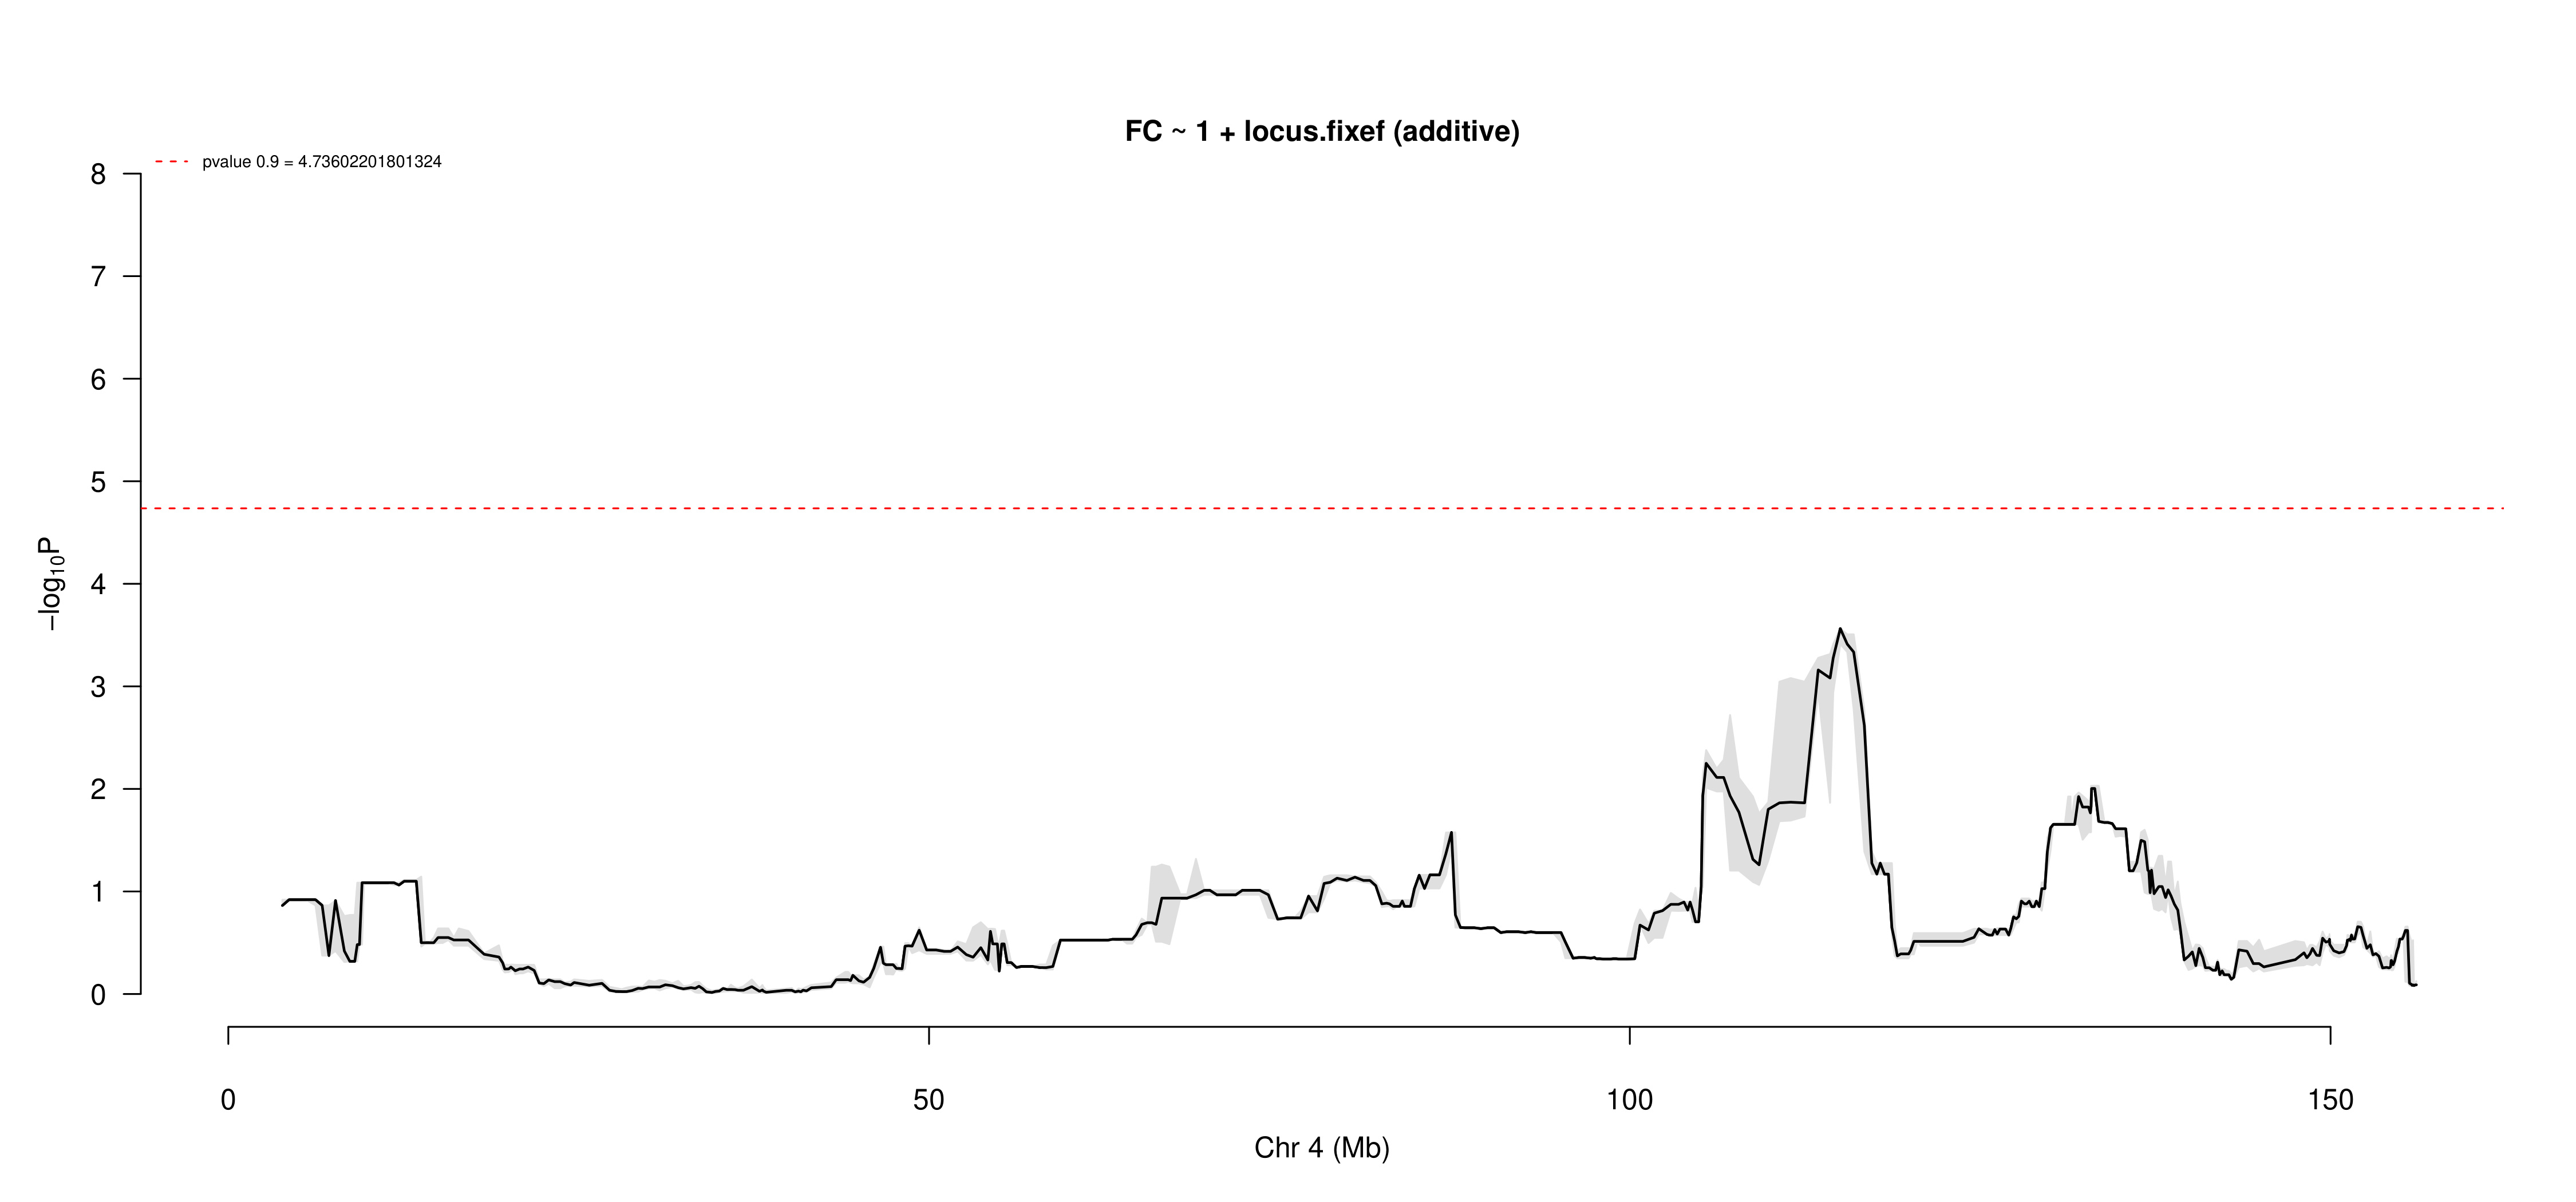 FC ~ 1 + locus.fixef (additive)
pvalue 0.9 = 4.73602201801324
8
7
6
5
4
3
2
1
0
−log10P
0 50 100 150
Chr 4 (Mb)